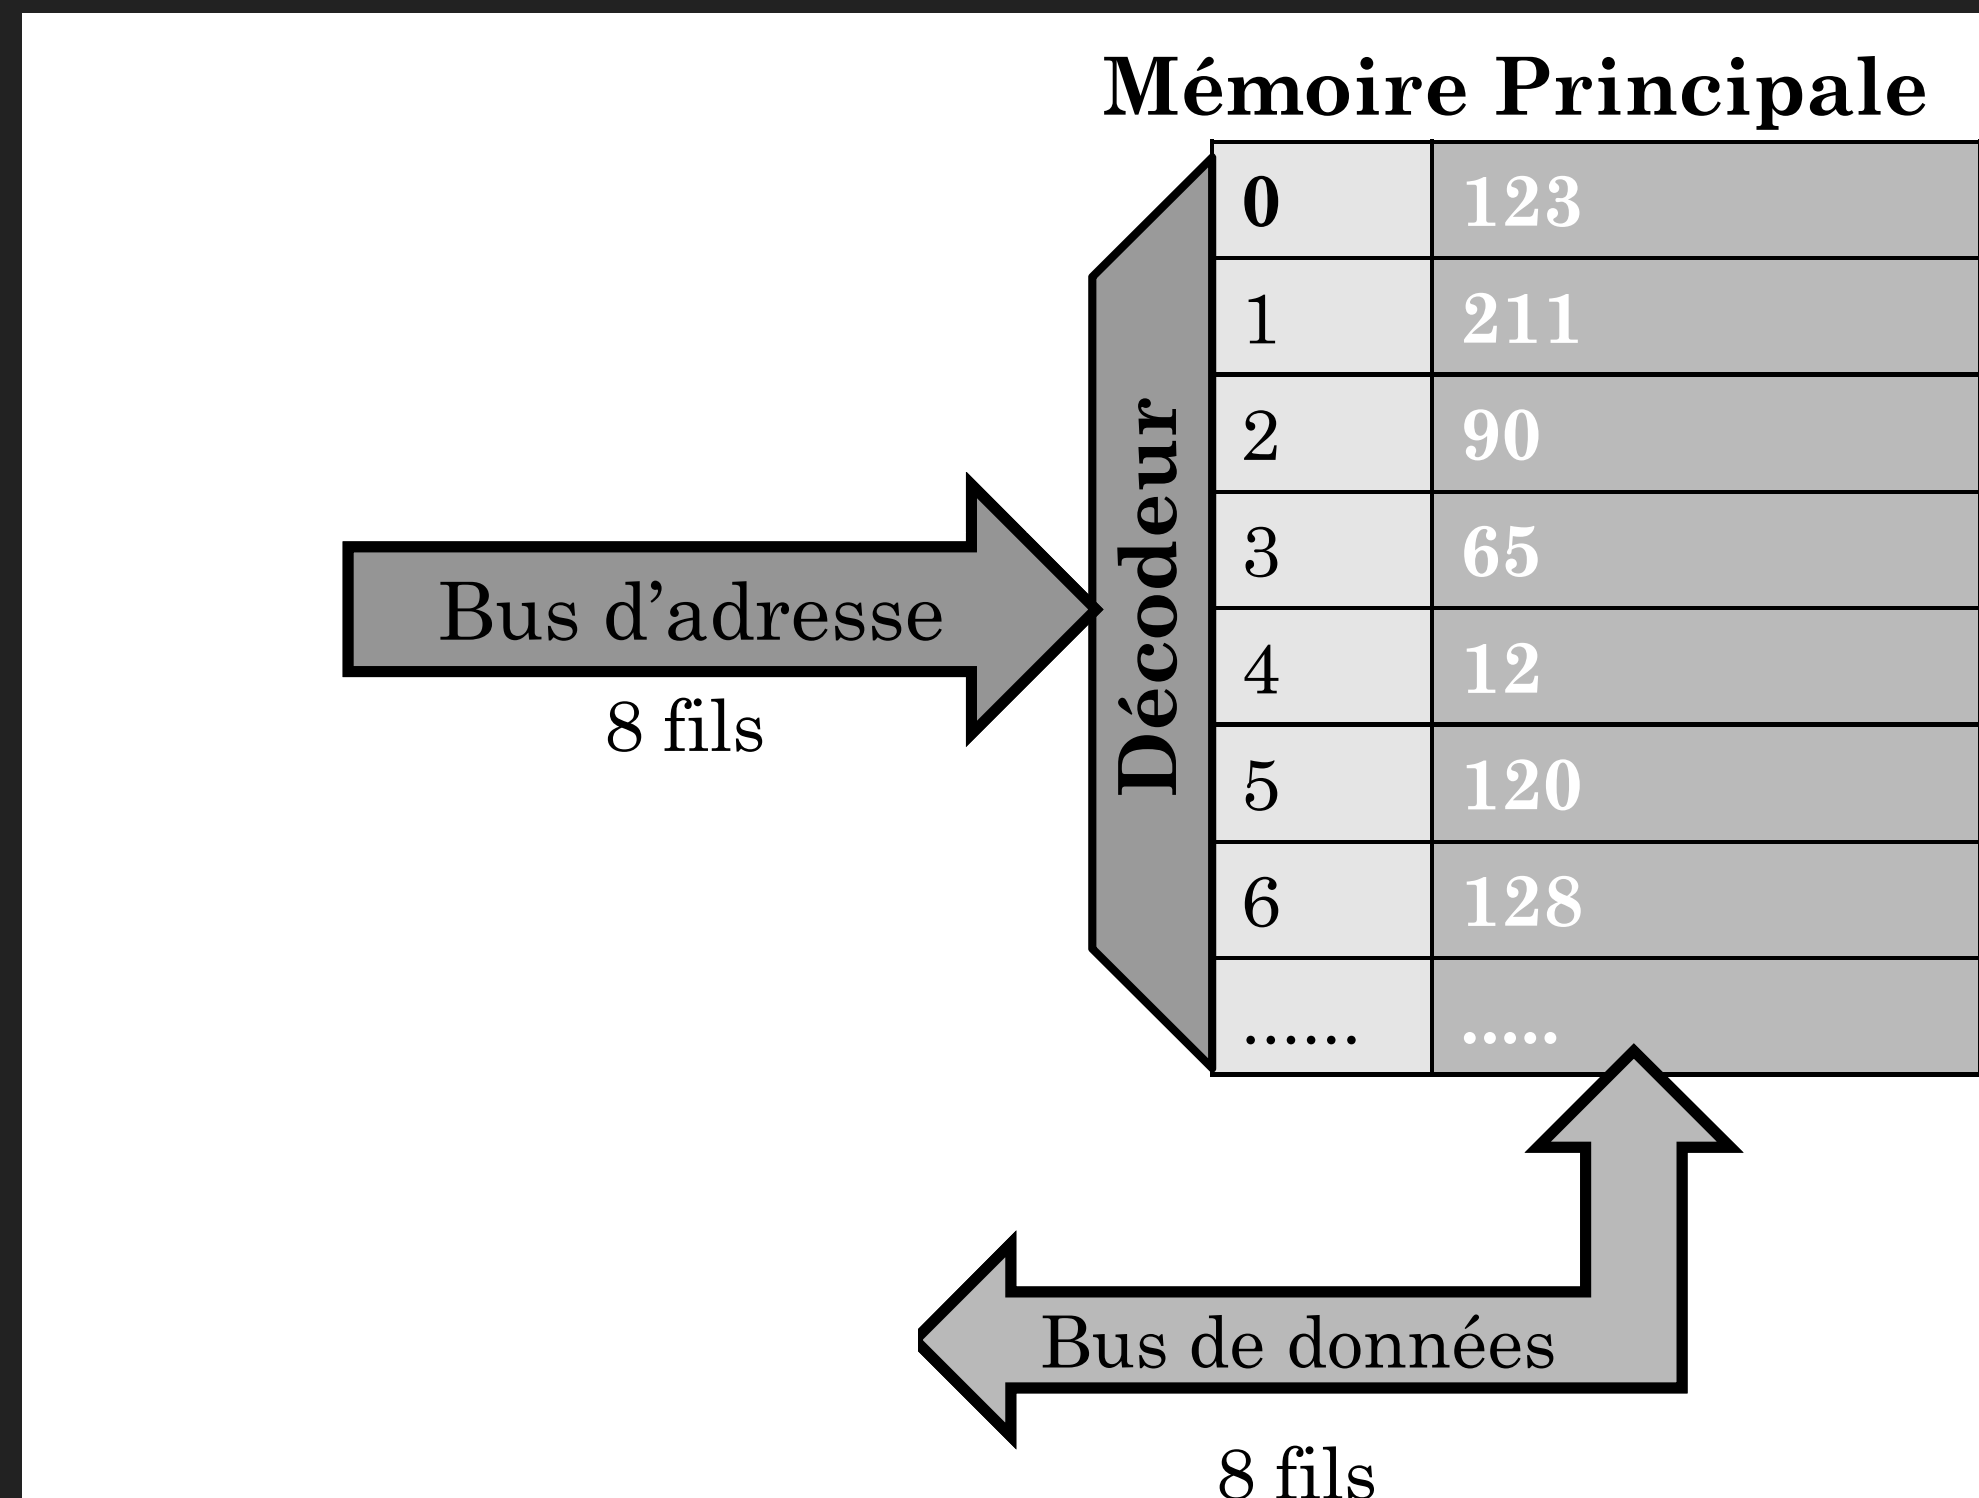 Mémoire Principale
0 123
1 211
2 90
3 65
4 12
5 120
6 128
...... .....
Décodeur
Bus d’adresse
8 fils
Bus de données
8 fils